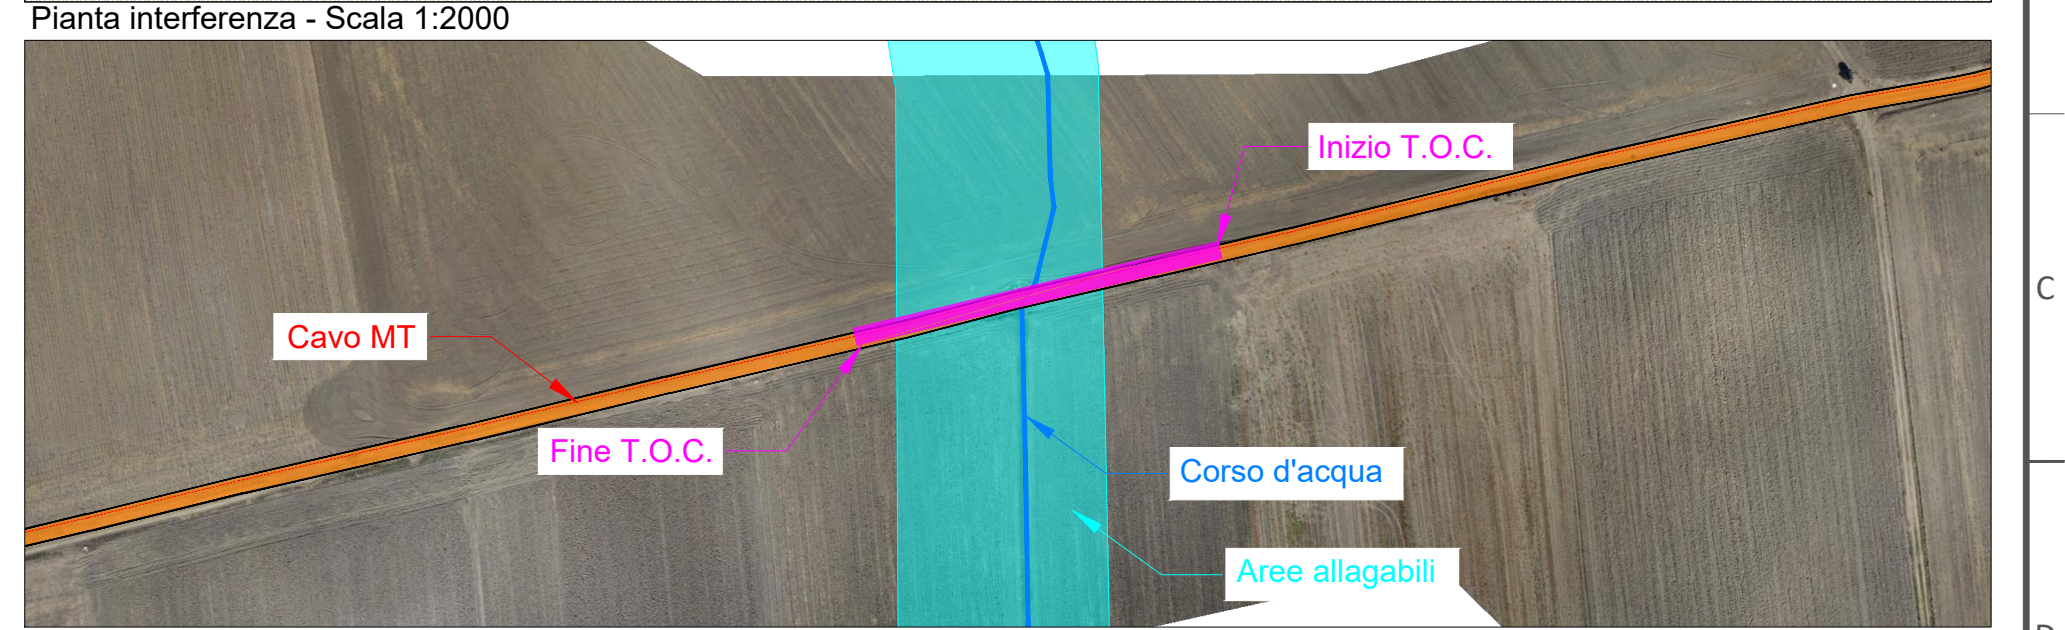 Pianta interferenza - Scala 1:2000
Inizio T.O.C.
C
Cavo MT
Fine T.O.C.
Corso d'acqua
Aree allagabili